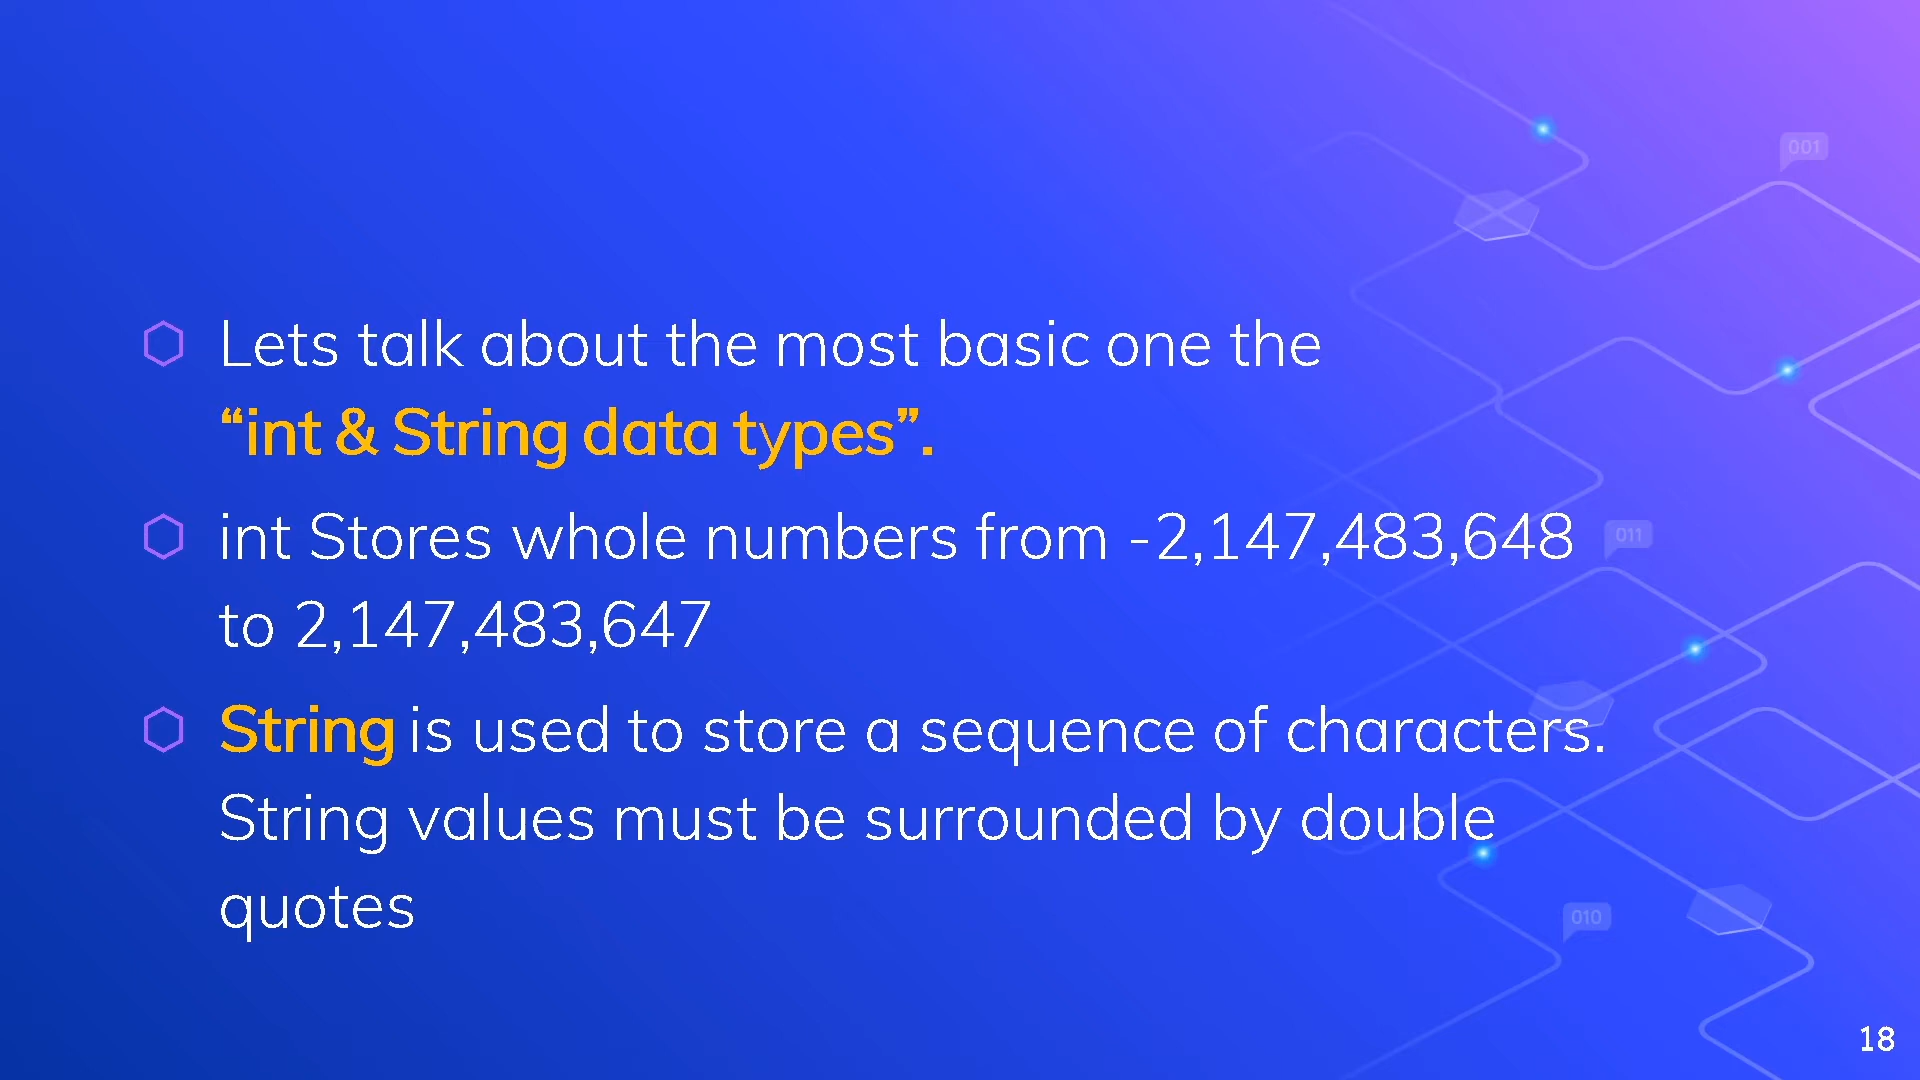 001
Lets talk about the most basic one the
“int & String data types”.
int Stores whole numbers from -2,147,483,648
011
to 2,147,483,647
String is used to store a sequence of characters.
String values must be surrounded by double
quotes
010
18